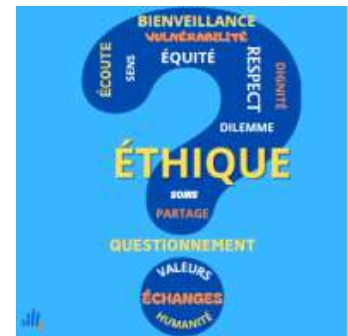 BIENVEILLANCE
VULNÉRABILITÉ
ÉCOUTE
SENS
ÉQUITÉ
RESPECT
DIGNITÉ
DILEMME
ÉTHIQUE
SOINS
PARTAGE
QUESTIONNEMENT
VALEURS
ÉCHANGES
HUMANITÉ